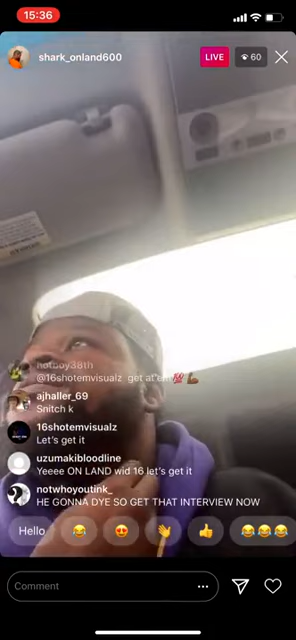 15:36
shark_onland600
LIVE
60
hotboy38th
@16shotemvisualz get at
ajhaller_69
Snitch k
16shotemvisualz
Let's get it
uzumakibloodline
Yeeee ON LAND wid 16 let's get it
notwhoyoutink_
HE GONNA DYE SO GET THAT INTERVIEW NOW
Hello
Comment